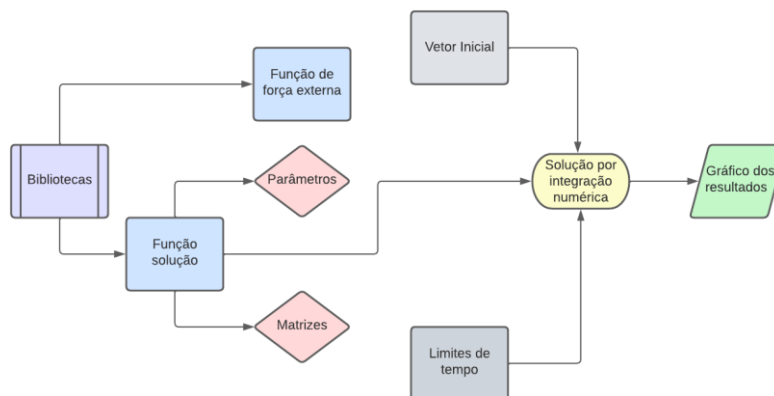 Vetor Inicial
Função de
força externa
Bibliotecas
Parâmetros
Solução por
integração
numérica
Gráfico dos
resultados
Função
solução
Matrizes
Limites de
tempo